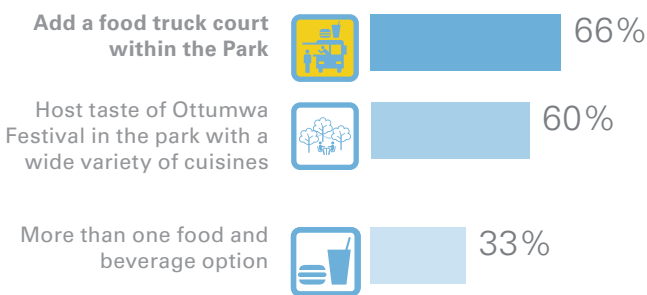 Add a food truck court
within the Park
66%
Host taste of Ottumwa
Festival in the park with a
wide variety of cuisines
60%
More than one food and
beverage option
33%